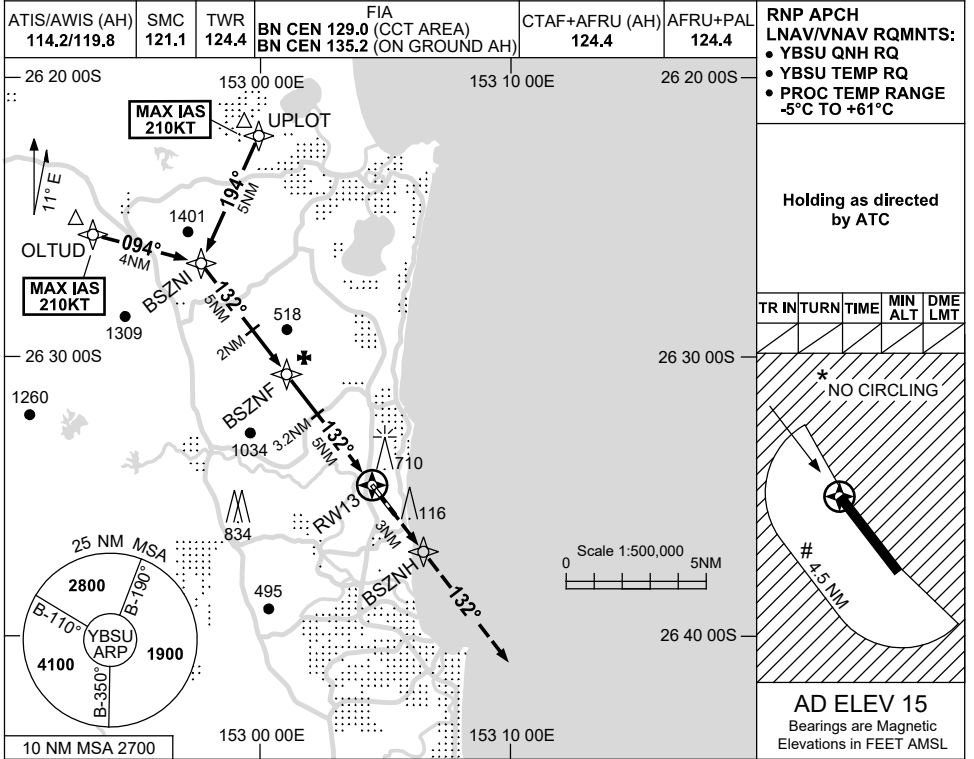 ATIS/AWIS (AH)
114.2/119.8
SMC
121.1
TWR
124.4
FIA
BN CEN 129.0 (CCT AREA)
BN CEN 135.2 (ON GROUND AH)
CTAF+AFRU (AH)
124.4
AFRU+PAL
124.4
RNP APCH
LNAV/VNAV RQMNTS:
• YBSU QNH RQ
• YBSU TEMP RQ
• PROC TEMP RANGE
-5°C TO +61°C
26 20 00S
153 00 00E
153 10 00E
26 20 00S
MAX IAS
210KT
UPLOT
11° E
194°
5NM
1401
OLTUD
094°
4NM
MAX IAS
210KT
BSZNI
132°
5NM
1309
518
2NM
26 30 00S
26 30 00S
BSZNF
1260
1034
3.2NM
132°
5NM
710
RW13
116
834
3NM
BSZNH
132°
Scale 1:500,000
0
5NM
495
25 NM MSA
2800
B-190°
B-110°
YBSU
ARP
4100
1900
B-350°
26 40 00S
10 NM MSA 2700
153 00 00E
153 10 00E
Holding as directed
by ATC
TR IN
TURN
TIME
MIN
ALT
DME
LMT
* NO CIRCLING
# 4.5 NM
AD ELEV 15
Bearings are Magnetic
Elevations in FEET AMSL